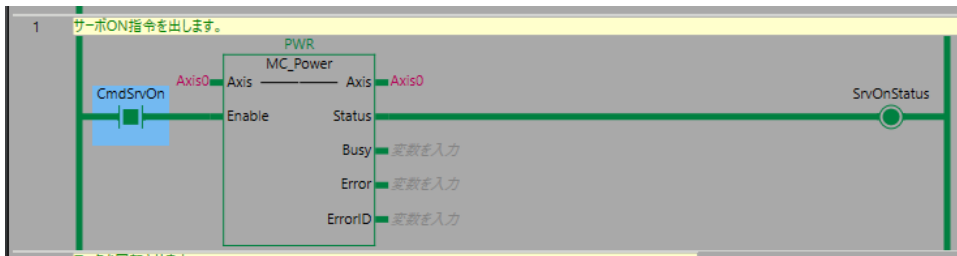 1 サーボON指令を出します。
PWR
MC_Power
Axis0 Axis Axis Axis0
CmdSrvOn SrvOnStatus
Enable Status
Busy 変数を入力
Error 変数を入力
ErrorID 変数を入力